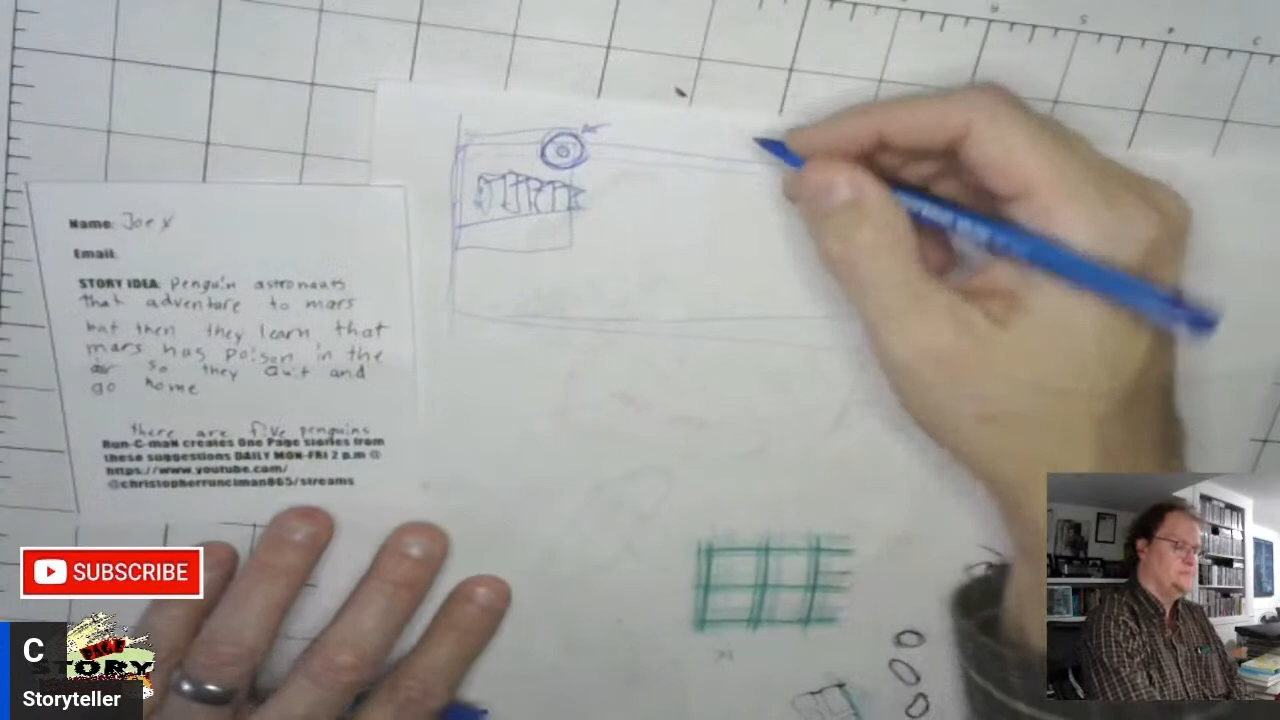 Name: Joe x
Email:
STORY IDEA: Penguin astronauts
that adventure to mars
but then they learn that
mars has poison in the
air so they quit and
go home
there are five penguins
Run-C-man creates One Page stories from
these suggestions DAILY MON-FRI 2 p.m @
https://www.youtube.com/
@christopherrunciman865/streams
SUBSCRIBE
C
PAGE
STORY
Storyteller